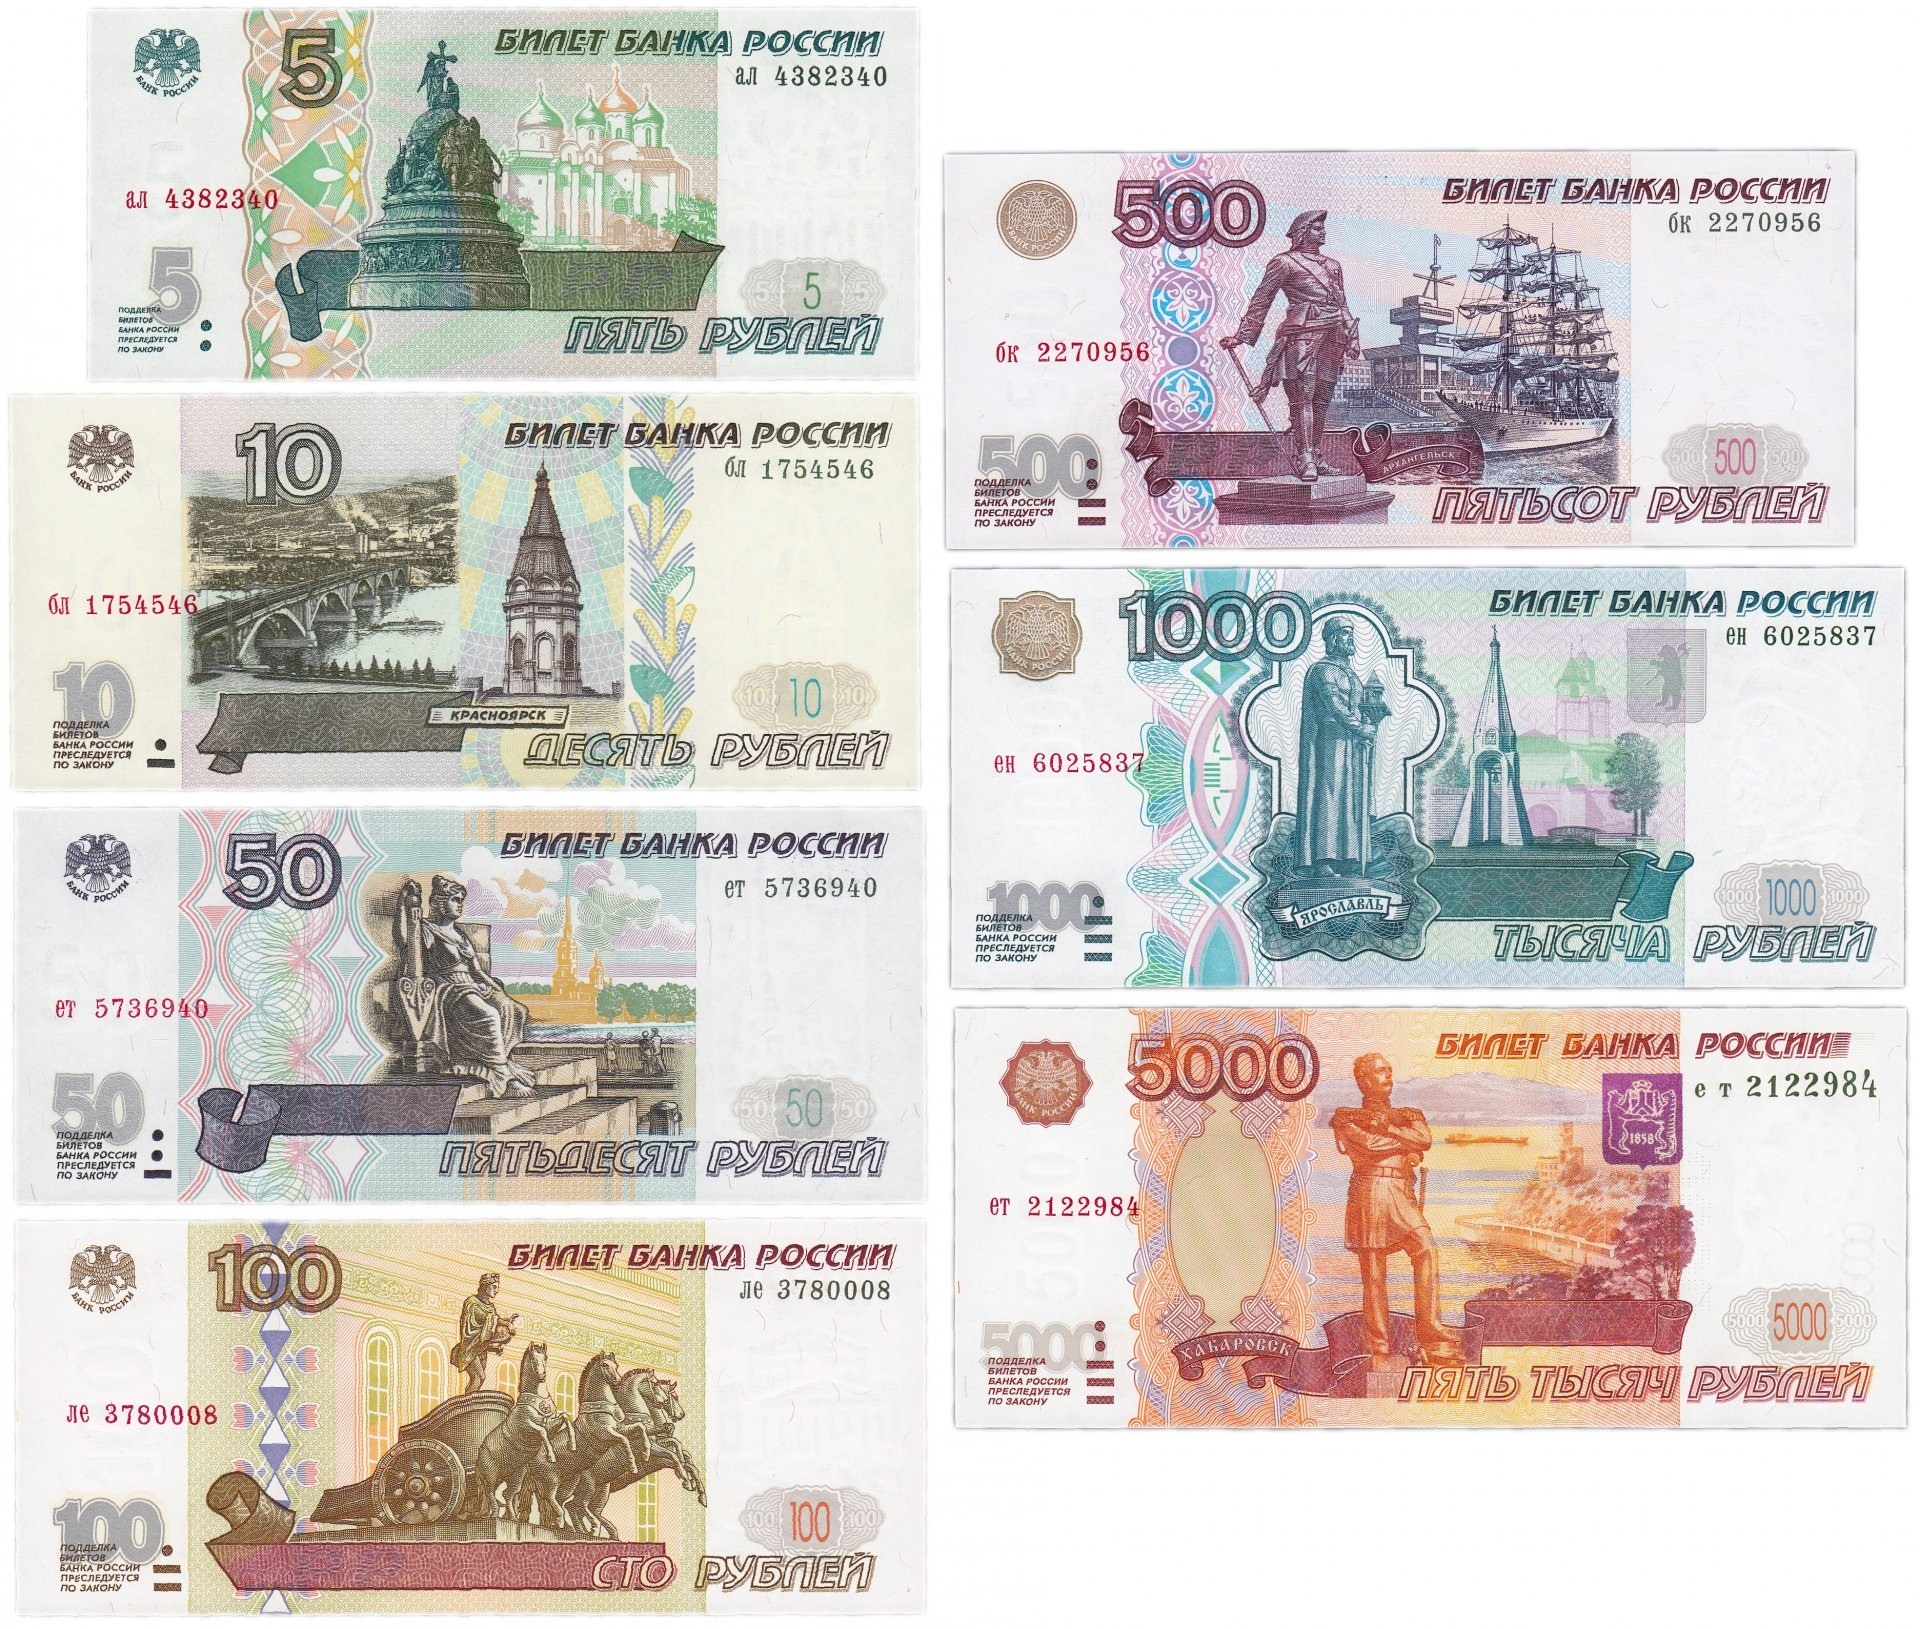 БАНК РОССИИ
5
БИЛЕТ БАНКА РОССИИ
ал 4382340
ал 4382340
5
ПОДДЕЛКА
БИЛЕТОВ
БАНКА РОССИИ
ПРЕСЛЕДУЕТСЯ
ПО ЗАКОНУ
5 5 5
ПЯТЬ РУБЛЕЙ
БАНК РОССИИ
10
БИЛЕТ БАНКА РОССИИ
бл 1754546
бл 1754546
10
ПОДДЕЛКА
БИЛЕТОВ
БАНКА РОССИИ
ПРЕСЛЕДУЕТСЯ
ПО ЗАКОНУ
КРАСНОЯРСК
10 10 10
ДЕСЯТЬ РУБЛЕЙ
БАНК РОССИИ
50
БИЛЕТ БАНКА РОССИИ
ет 5736940
ет 5736940
50
ПОДДЕЛКА
БИЛЕТОВ
БАНКА РОССИИ
ПРЕСЛЕДУЕТСЯ
ПО ЗАКОНУ
50 50 50
ПЯТЬДЕСЯТ РУБЛЕЙ
БАНК РОССИИ
100
БИЛЕТ БАНКА РОССИИ
ле 3780008
ле 3780008
100
ПОДДЕЛКА
БИЛЕТОВ
БАНКА РОССИИ
ПРЕСЛЕДУЕТСЯ
ПО ЗАКОНУ
100 100 100
СТО РУБЛЕЙ
БАНК РОССИИ
500
БИЛЕТ БАНКА РОССИИ
бк 2270956
бк 2270956
500
ПОДДЕЛКА
БИЛЕТОВ
БАНКА РОССИИ
ПРЕСЛЕДУЕТСЯ
ПО ЗАКОНУ
АРХАНГЕЛЬСК
500 500 500
ПЯТЬСОТ РУБЛЕЙ
БАНК РОССИИ
1000
БИЛЕТ БАНКА РОССИИ
ен 6025837
ен 6025837
1000
ПОДДЕЛКА
БИЛЕТОВ
БАНКА РОССИИ
ПРЕСЛЕДУЕТСЯ
ПО ЗАКОНУ
ЯРОСЛАВЛЬ
1000 1000 1000
ТЫСЯЧА РУБЛЕЙ
БАНК РОССИИ
5000
БИЛЕТ БАНКА РОССИИ
ет 2122984
1858
ет 2122984
5000
ПОДДЕЛКА
БИЛЕТОВ
БАНКА РОССИИ
ПРЕСЛЕДУЕТСЯ
ПО ЗАКОНУ
ХАБАРОВСК
5000 5000 5000
ПЯТЬ ТЫСЯЧ РУБЛЕЙ